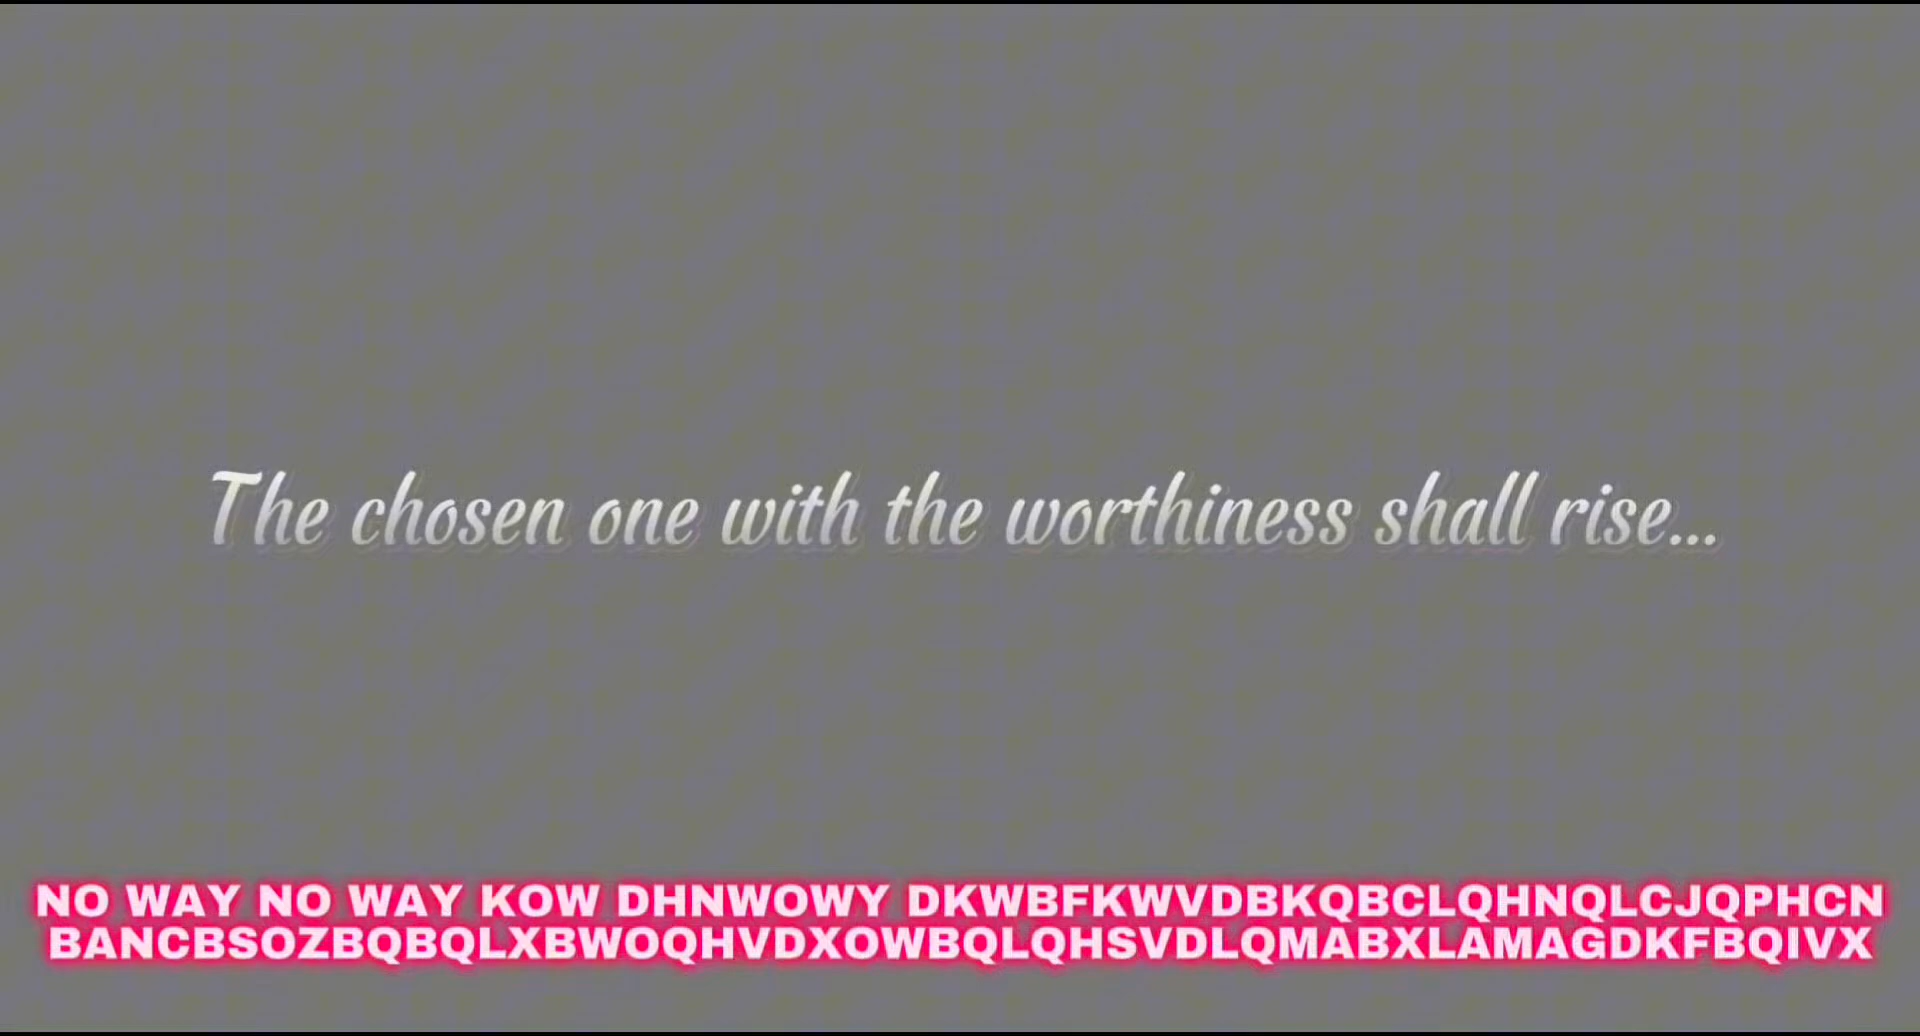 The chosen one with the worthiness shall rise...
NO WAY NO WAY KOW DHNWOWY DKWBFKWVDBKQBCLQHNQLCJQPHCN
BANCBSOZBQBQLXBWOQHVDXOWBQLQHSVDLQMABXLAMAGDKFBQIVX